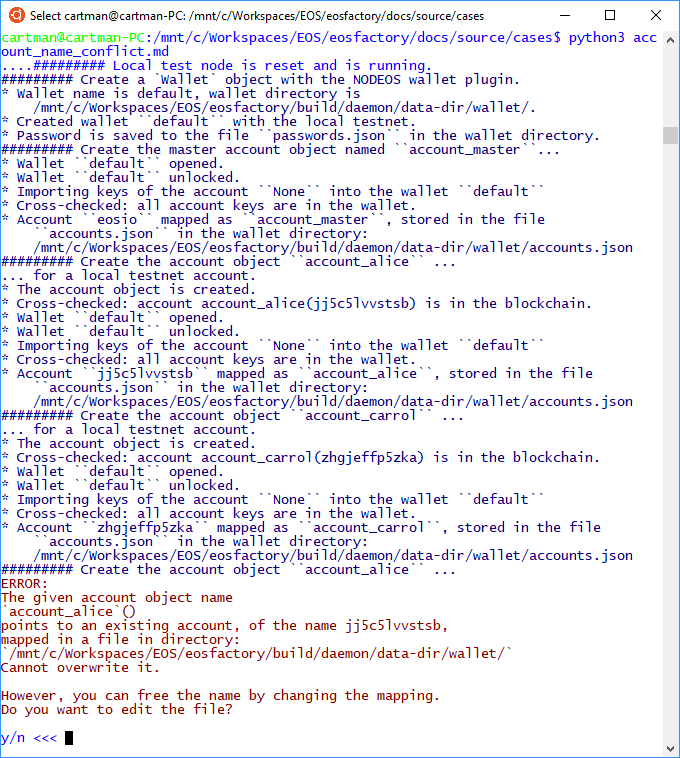 Select cartman@cartman-PC: /mnt/c/Workspaces/EOS/eosfactory/docs/source/cases
cartman@cartman-PC:/mnt/c/Workspaces/EOS/eosfactory/docs/source/cases$ python3 acc
ount_name_conflict.md
....######### Local test node is reset and is running.
######### Create a `Wallet` object with the NODEOS wallet plugin.
* Wallet name is default, wallet directory is
    /mnt/c/Workspaces/EOS/eosfactory/build/daemon/data-dir/wallet/.
* Created wallet ``default`` with the local testnet.
* Password is saved to the file ``passwords.json`` in the wallet directory.
######### Create the master account object named ``account_master``...
* Wallet ``default`` opened.
* Wallet ``default`` unlocked.
* Importing keys of the account ``None`` into the wallet ``default``
* Cross-checked: all account keys are in the wallet.
* Account ``eosio`` mapped as ``account_master``, stored in the file
    ``accounts.json`` in the wallet directory:
    /mnt/c/Workspaces/EOS/eosfactory/build/daemon/data-dir/wallet/accounts.json
######### Create the account object ``account_alice`` ...
... for a local testnet account.
* The account object is created.
* Cross-checked: account account_alice(jj5c5lvvstsb) is in the blockchain.
* Wallet ``default`` opened.
* Wallet ``default`` unlocked.
* Importing keys of the account ``None`` into the wallet ``default``
* Cross-checked: all account keys are in the wallet.
* Account ``jj5c5lvvstsb`` mapped as ``account_alice``, stored in the file
    ``accounts.json`` in the wallet directory:
    /mnt/c/Workspaces/EOS/eosfactory/build/daemon/data-dir/wallet/accounts.json
######### Create the account object ``account_carrol`` ...
... for a local testnet account.
* The account object is created.
* Cross-checked: account account_carrol(zhgjeffp5zka) is in the blockchain.
* Wallet ``default`` opened.
* Wallet ``default`` unlocked.
* Importing keys of the account ``None`` into the wallet ``default``
* Cross-checked: all account keys are in the wallet.
* Account ``zhgjeffp5zka`` mapped as ``account_carrol``, stored in the file
    ``accounts.json`` in the wallet directory:
    /mnt/c/Workspaces/EOS/eosfactory/build/daemon/data-dir/wallet/accounts.json
######### Create the account object ``account_alice`` ...
ERROR:
The given account object name
`account_alice`()
points to an existing account, of the name jj5c5lvvstsb,
mapped in a file in directory:
`/mnt/c/Workspaces/EOS/eosfactory/build/daemon/data-dir/wallet/`
Cannot overwrite it.

However, you can free the name by changing the mapping.
Do you want to edit the file?

y/n <<<